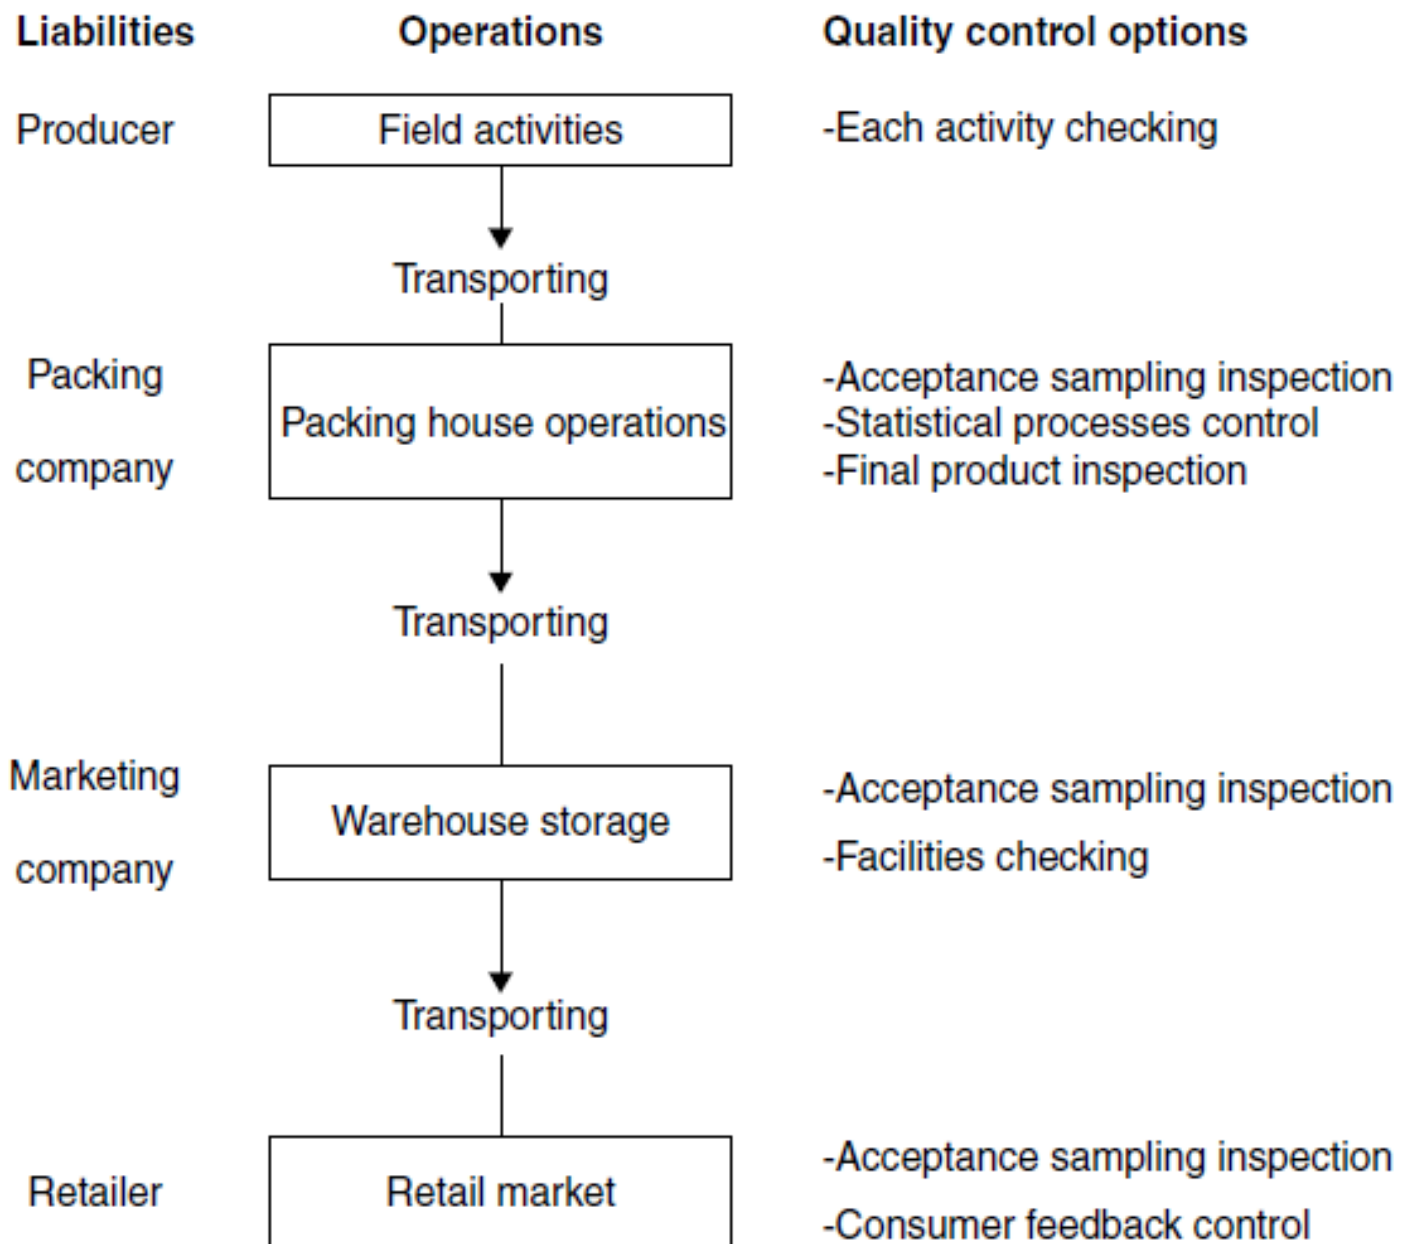 Liabilities Operations Quality control options
Producer Field activities -Each activity checking
Transporting
Packing -Acceptance sampling inspection
Packing house operations -Statistical processes control
company -Final product inspection
Transporting
Marketing -Acceptance sampling inspection
Warehouse storage
company -Facilities checking
Transporting
-Acceptance sampling inspection
Retailer Retail market
-Consumer feedback control